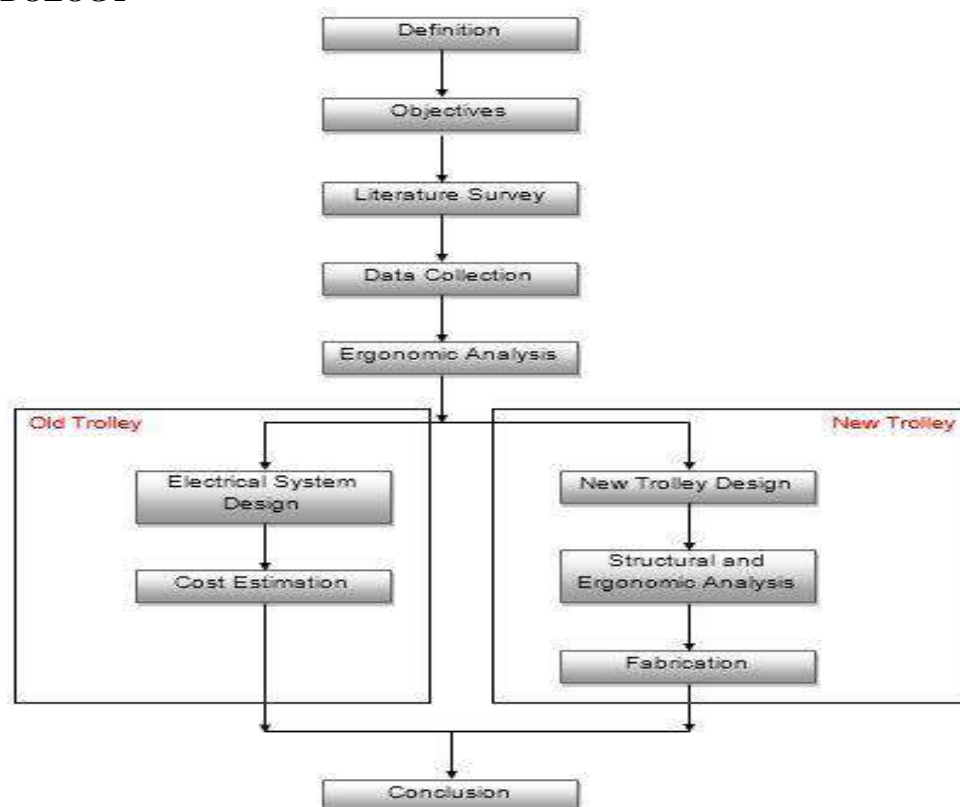 Definition
Objectives
Literature Survey
Data Collection
Ergonomic Analysis
Old Trolley
New Trolley
Electrical System
Design
Cost Estimation
New Trolley Design
Structural and
Ergonomic Analysis
Fabrication
Conclusion